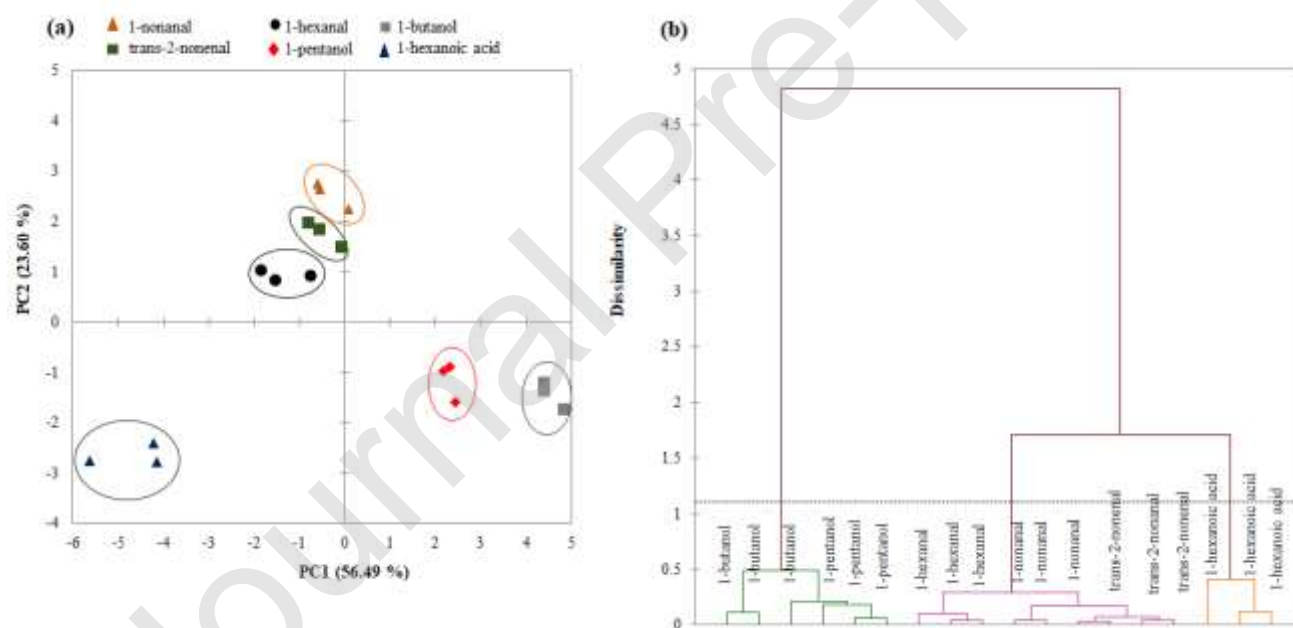 (a)
1-nonanal
1-hexanal
1-butanol
trans-2-nonenal
1-pentanol
1-hexanoic acid
5
4
3
2
1
0
-1
-2
-3
-4
-6 -5 -4 -3 -2 -1 0 1 2 3 4 5
PC2 (23.60 %)
PC1 (56.49 %)
(b)
5
4.5
4
3.5
3
2.5
2
1.5
1
0.5
0
Dissimilarity
1-butanol
1-butanol
1-butanol
1-pentanol
1-pentanol
1-pentanol
1-hexanal
1-hexanal
1-hexanal
1-nonanal
1-nonanal
1-nonanal
trans-2-nonenal
trans-2-nonanal
trans-2-nonenal
1-hexanoic acid
1-hexanoic acid
1-hexanoic acid
Journal Pre-